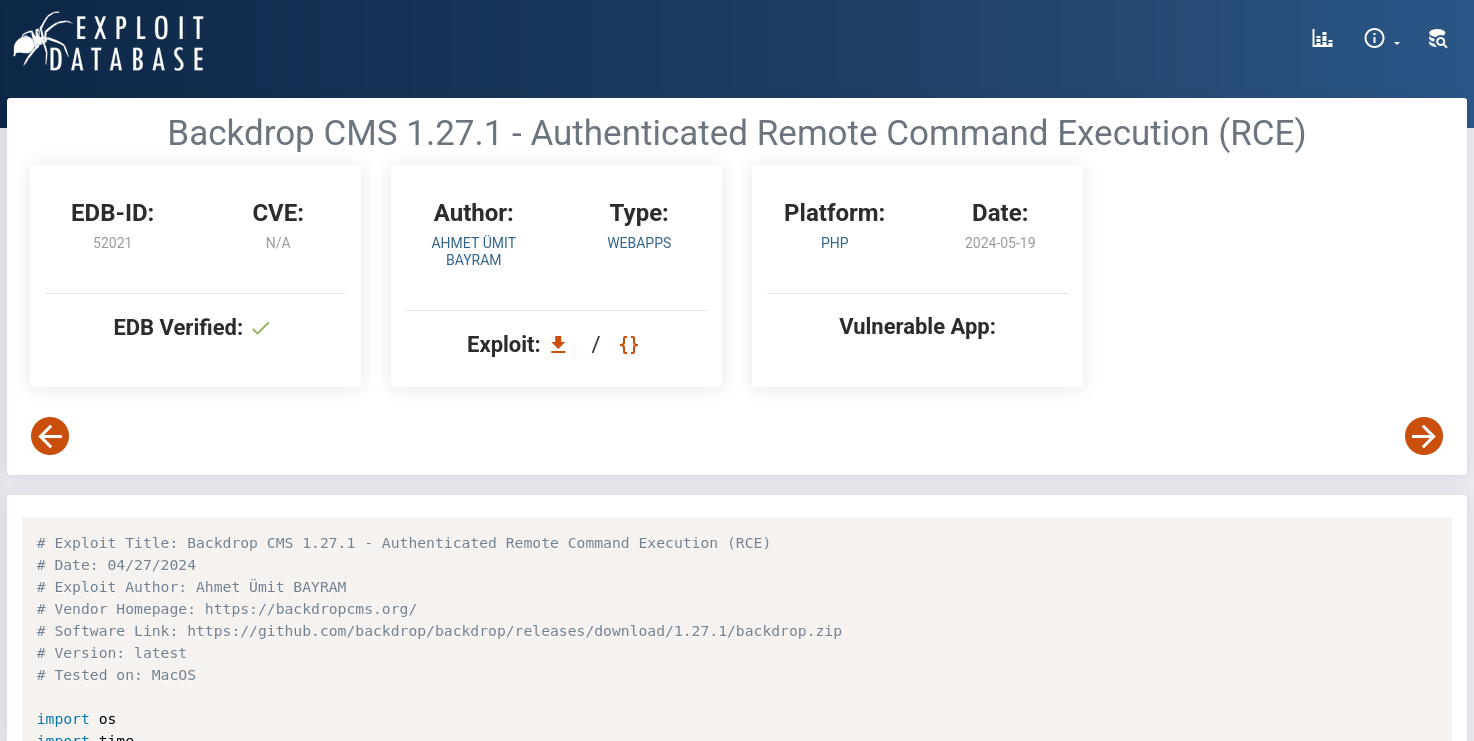 EXPLOIT
DATABASE
Backdrop CMS 1.27.1 - Authenticated Remote Command Execution (RCE)
EDB-ID:
52021
CVE:
N/A
EDB Verified:
Author:
AHMET ÜMIT
BAYRAM
Type:
WEBAPPS
Exploit: / {}
Platform:
PHP
Date:
2024-05-19
Vulnerable App:
# Exploit Title: Backdrop CMS 1.27.1 - Authenticated Remote Command Execution (RCE)
# Date: 04/27/2024
# Exploit Author: Ahmet Ümit BAYRAM
# Vendor Homepage: https://backdropcms.org/
# Software Link: https://github.com/backdrop/backdrop/releases/download/1.27.1/backdrop.zip
# Version: latest
# Tested on: MacOS
import os
import time